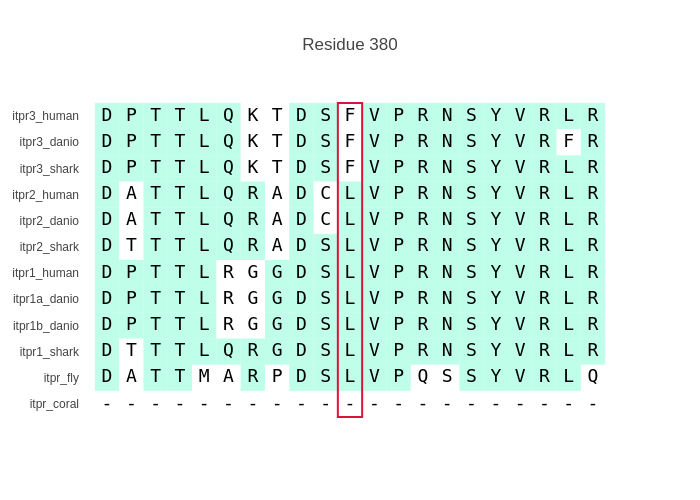 Residue 380
itpr3_human D P T T L Q K T D S F V P R N S Y V R L R
itpr3_danio D P T T L Q K T D S F V P R N S Y V R F R
itpr3_shark D P T T L Q K T D S F V P R N S Y V R L R
itpr2_human D A T T L Q R A D C L V P R N S Y V R L R
itpr2_danio D A T T L Q R A D C L V P R N S Y V R L R
itpr2_shark D T T T L Q R A D S L V P R N S Y V R L R
itpr1_human D P T T L R G G D S L V P R N S Y V R L R
itpr1a_danio D P T T L R G G D S L V P R N S Y V R L R
itpr1b_danio D P T T L R G G D S L V P R N S Y V R L R
itpr1_shark D T T T L Q R G D S L V P R N S Y V R L R
itpr_fly D A T T M A R P D S L V P Q S S Y V R L Q
itpr_coral - - - - - - - - - - - - - - - - - - - - -